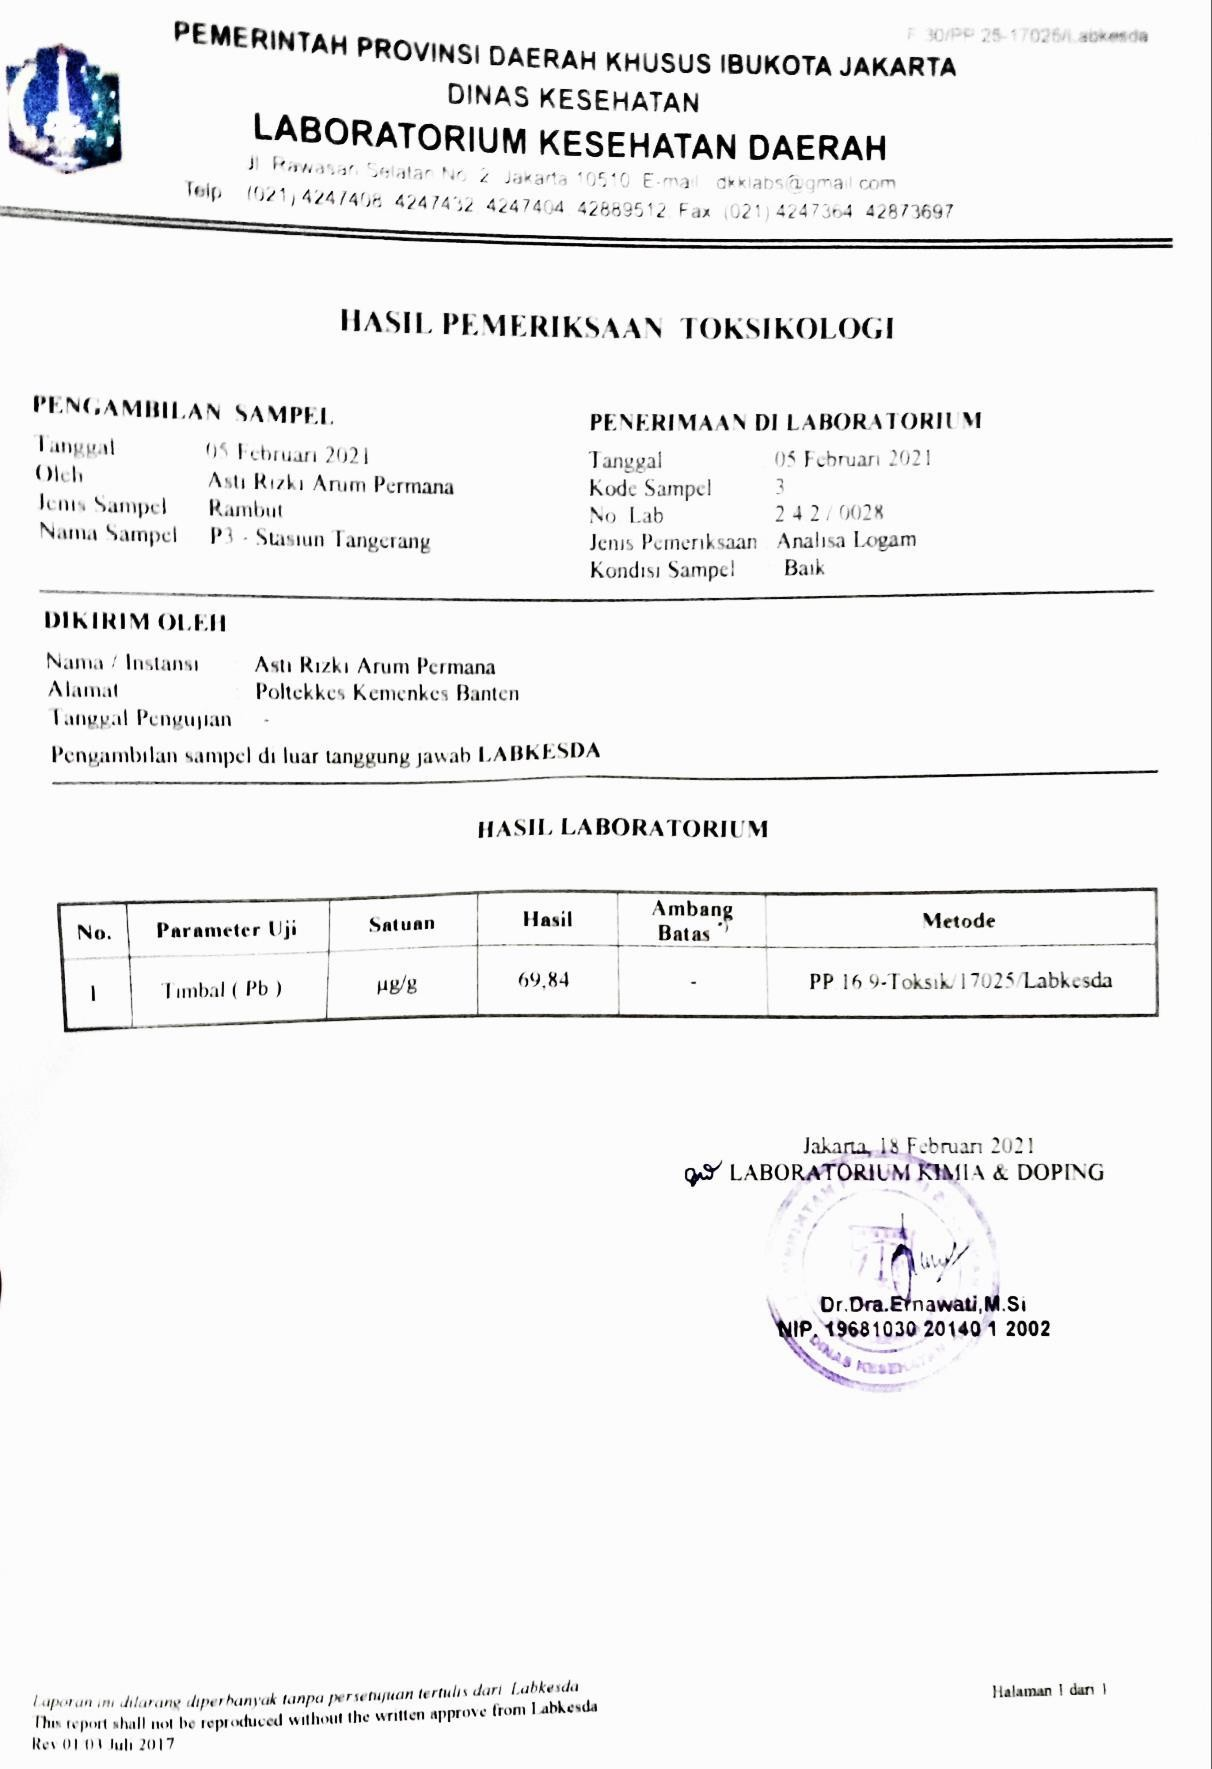 F 30/PP 25-17025/Labkesda
PEMERINTAH PROVINSI DAERAH KHUSUS IBUKOTA JAKARTA
DINAS KESEHATAN
LABORATORIUM KESEHATAN DAERAH
Jl Rawasari Selatan No 2 Jakarta 10510 E-mail dkklabs@gmail.com
Telp (021) 4247408 4247432 4247404 42889512 Fax (021) 4247364 42873697
HASIL PEMERIKSAAN TOKSIKOLOGI
PENGAMBILAN SAMPEL
Tanggal 05 Februari 2021
Oleh Asti Rizki Arum Permana
Jenis Sampel Rambut
Nama Sampel P3 - Stasiun Tangerang
PENERIMAAN DI LABORATORIUM
Tanggal 05 Februari 2021
Kode Sampel 3
No Lab 2 4 2 / 0028
Jenis Pemeriksaan Analisa Logam
Kondisi Sampel Baik
DIKIRIM OLEH
Nama / Instansi Asti Rizki Arum Permana
Alamat Poltekkes Kemenkes Banten
Tanggal Pengujian -
Pengambilan sampel di luar tanggung jawab LABKESDA
HASIL LABORATORIUM
No. Parameter Uji Satuan Hasil Ambang Batas *) Metode
1 Timbal ( Pb ) µg/g 69,84 - PP 16 9-Toksik/17025/Labkesda
Jakarta, 18 Februari 2021
LABORATORIUM KIMIA & DOPING
Dr.Dra.Ernawati,M.Si
NIP. 19681030 20140 1 2002
DINAS KESEHATAN
Laporan ini dilarang diperbanyak tanpa persetujuan tertulis dari Labkesda
This report shall not be reproduced without the written approve from Labkesda
Rev 01 03 Juli 2017
Halaman 1 dari 1